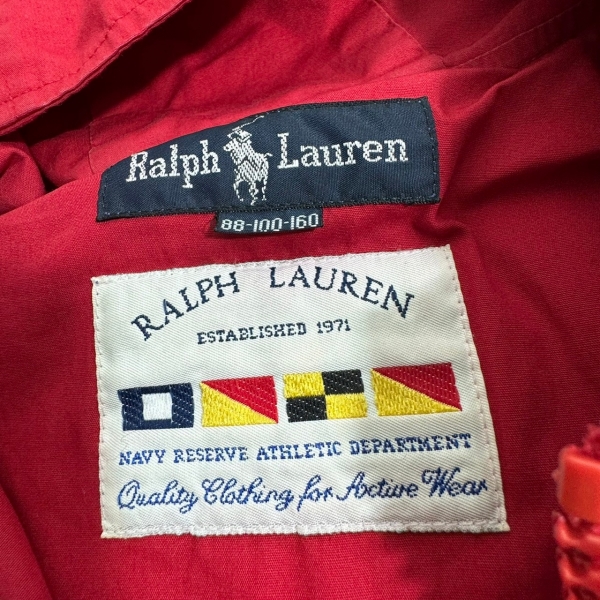 Ralph Lauren
88-100-160
RALPH LAUREN
ESTABLISHED 1971
NAVY RESERVE ATHLETIC DEPARTMENT
Quality Clothing for Active Wear